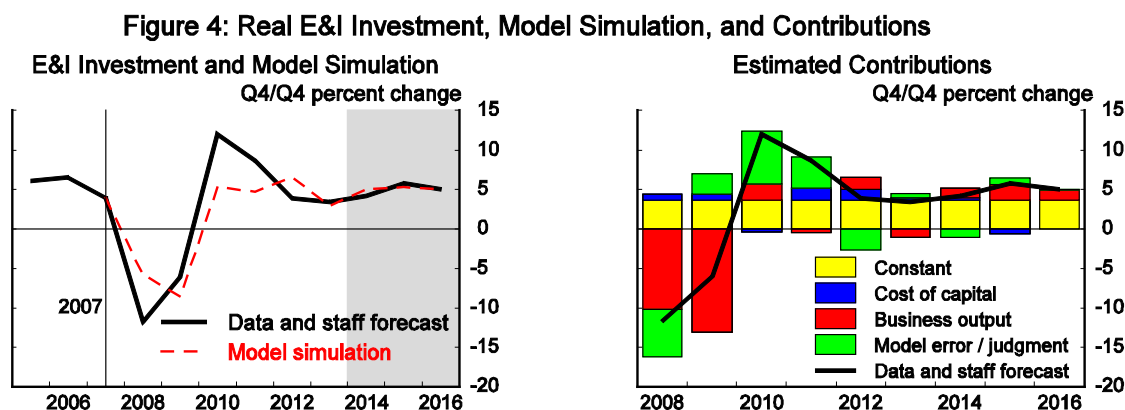 Figure 4: Real E&I Investment, Model Simulation, and Contributions
E&I Investment and Model Simulation
Q4/Q4 percent change
15
10
5
0
-5
-10
-15
-20
2007
Data and staff forecast
Model simulation
2006 2008 2010 2012 2014 2016
Estimated Contributions
Q4/Q4 percent change
15
10
5
0
-5
-10
-15
-20
Constant
Cost of capital
Business output
Model error / judgment
Data and staff forecast
2008 2010 2012 2014 2016